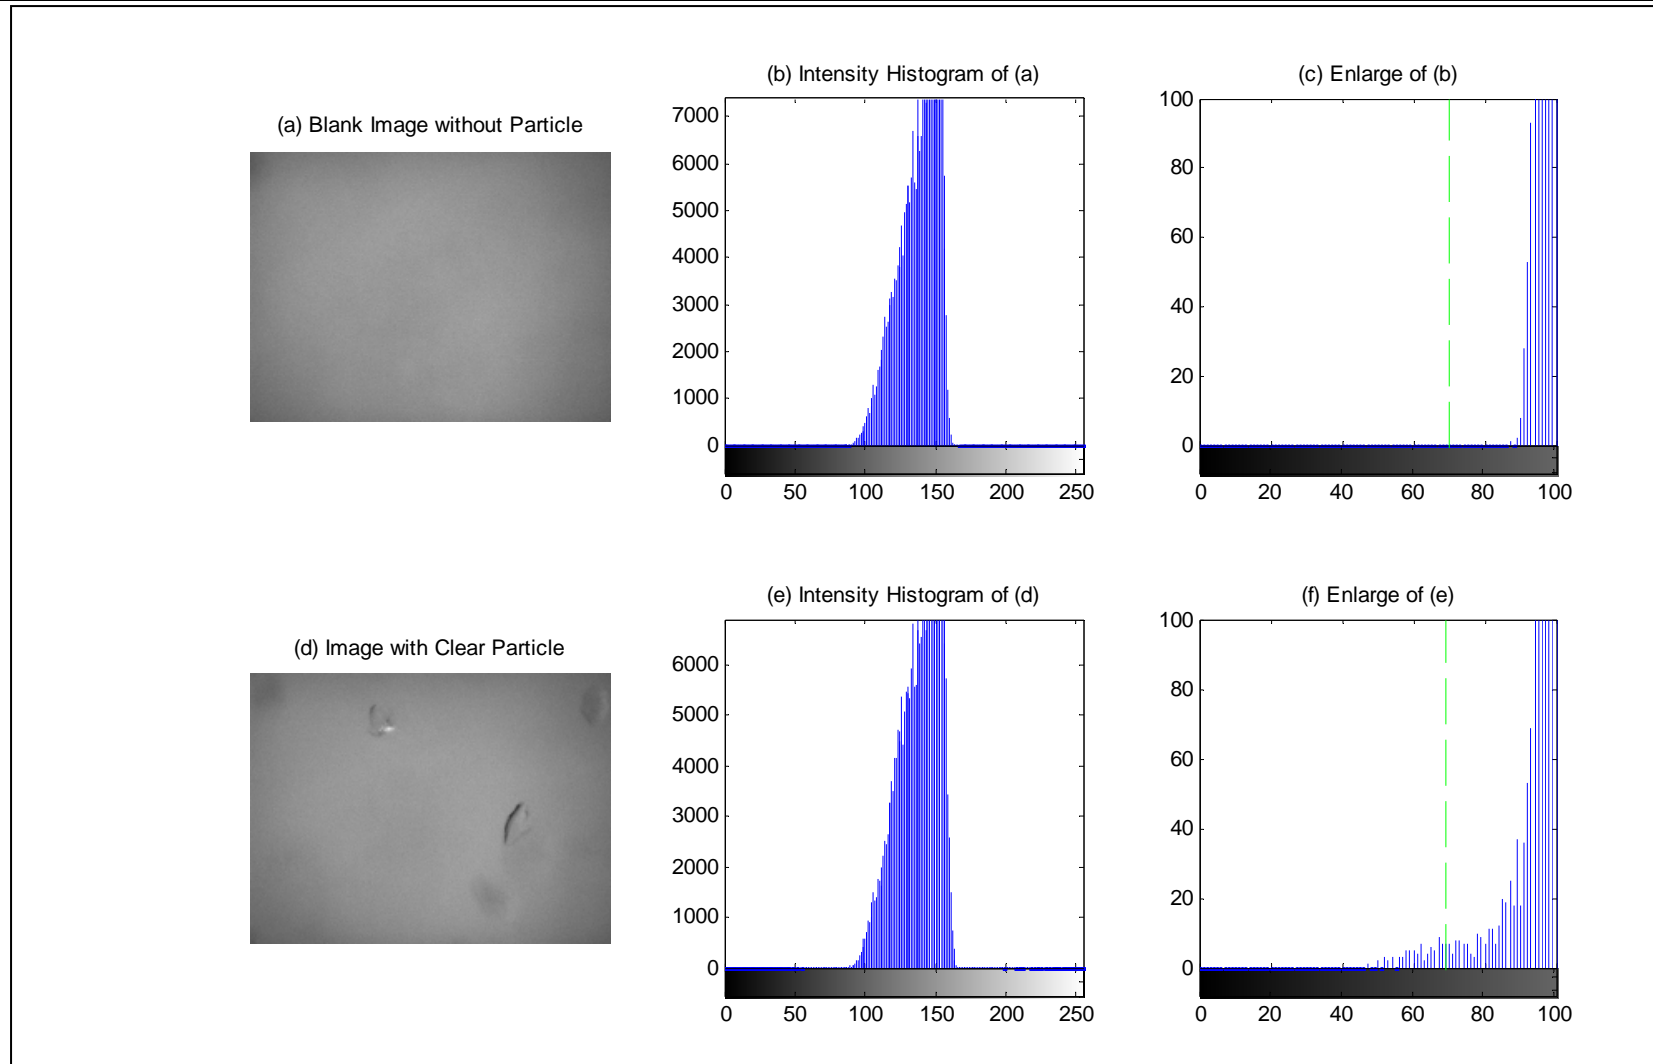 (b) Intensity Histogram of (a)
(c) Enlarge of (b)
(a) Blank Image without Particle
7000
6000
5000
4000
3000
2000
1000
0
0 50 100 150 200 250
100
80
60
40
20
0
0 20 40 60 80 100
(e) Intensity Histogram of (d)
(f) Enlarge of (e)
(d) Image with Clear Particle
6000
5000
4000
3000
2000
1000
0
0 50 100 150 200 250
100
80
60
40
20
0
0 20 40 60 80 100